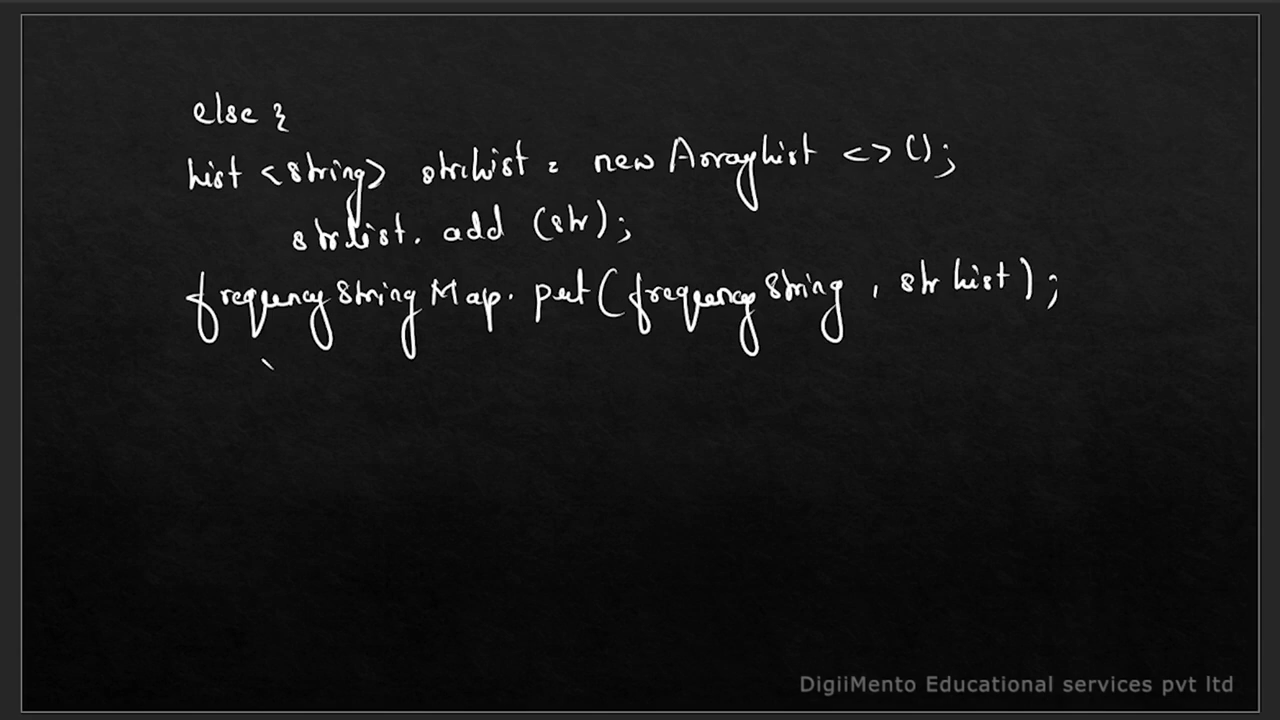 else {
List <string> strList = new ArrayList <> ();
strlist. add (str);
frequencyStringMap. put (frequencyString , strList);
DigiiMento Educational services pvt ltd